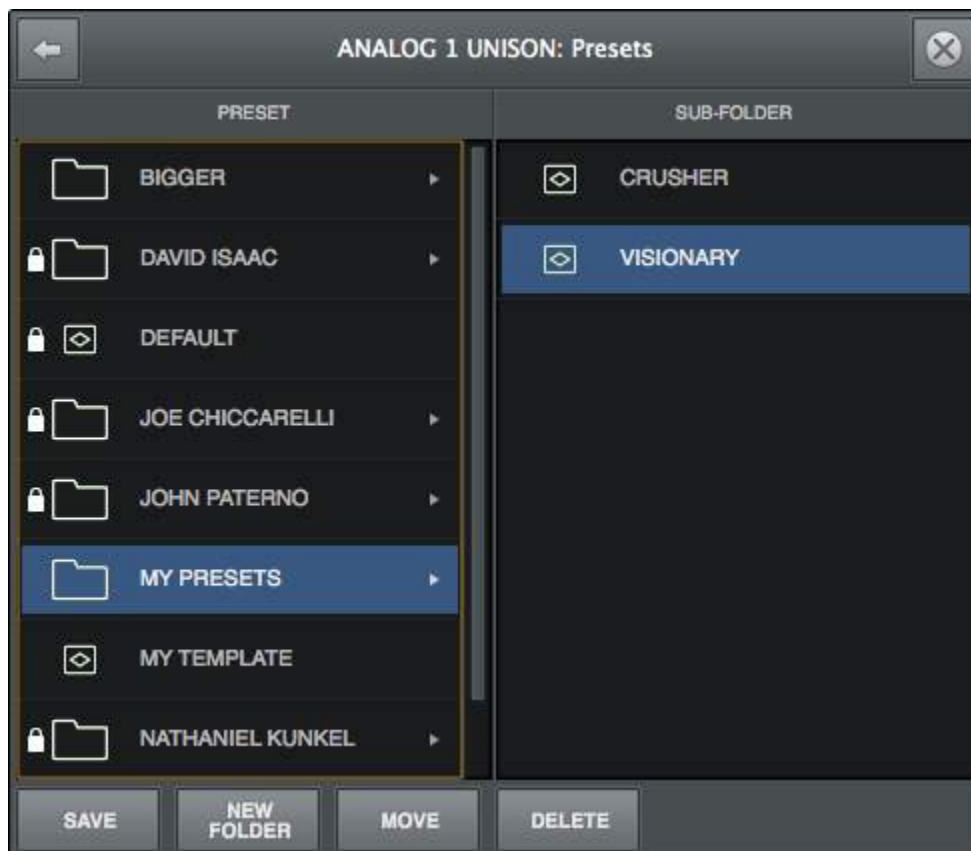 ANALOG 1 UNISON: Presets
PRESET
SUB-FOLDER
BIGGER
DAVID ISAAC
DEFAULT
JOE CHICCARELLI
JOHN PATERNO
MY PRESETS
MY TEMPLATE
NATHANIEL KUNKEL
CRUSHER
VISIONARY
SAVE
NEW
FOLDER
MOVE
DELETE